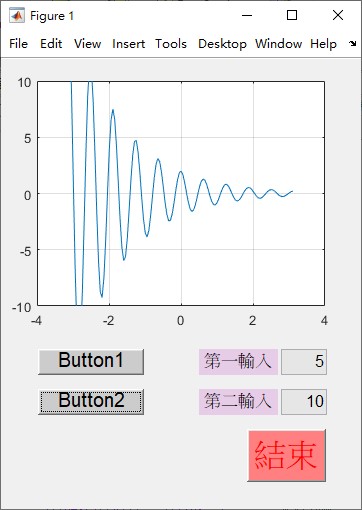 Figure 1
File Edit View Insert Tools Desktop Window Help
10
5
0
-5
-10
-4 -2 0 2 4
Button1 第一輸入 5
Button2 第二輸入 10
結束